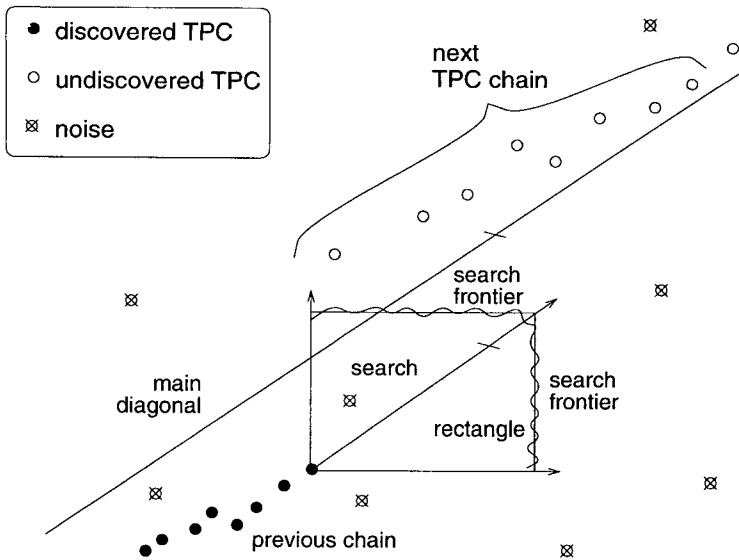 discovered TPC
undiscovered TPC
noise
next
TPC chain
search
frontier
main
diagonal
search
search
frontier
rectangle
previous chain